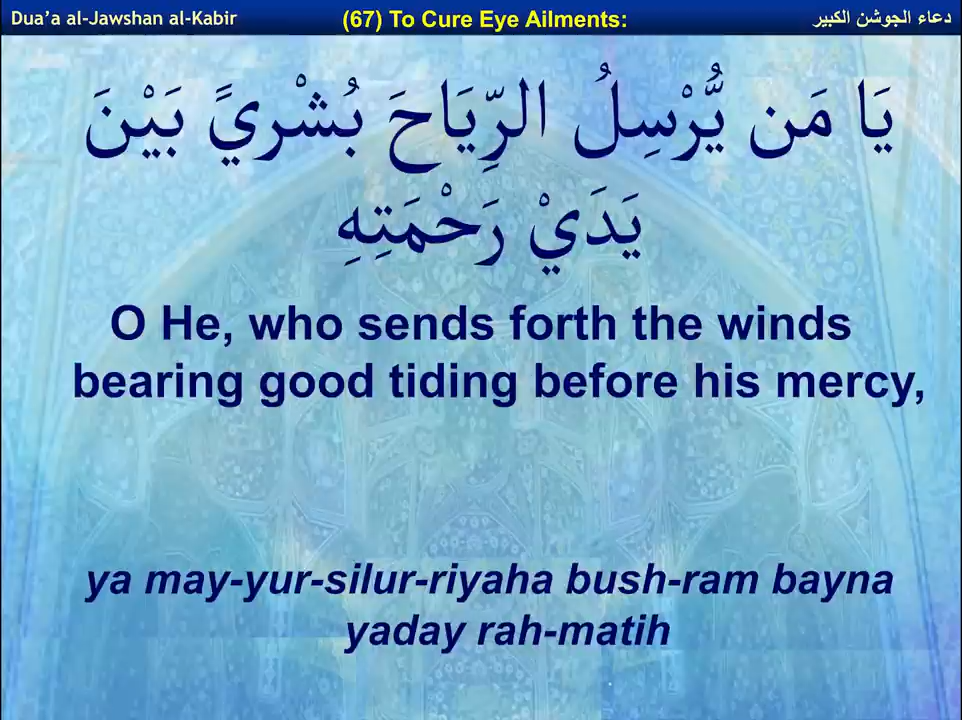 Dua'a al-Jawshan al-Kabir (67) To Cure Eye Ailments: دعاء الجوشن الكبير
يَا مَن يُّرْسِلُ الرِّيَاحَ بُشْريً بَيْنَ
يَدَيْ رَحْمَتِهِ
O He, who sends forth the winds
bearing good tiding before his mercy,
ya may-yur-silur-riyaha bush-ram bayna
yaday rah-matih